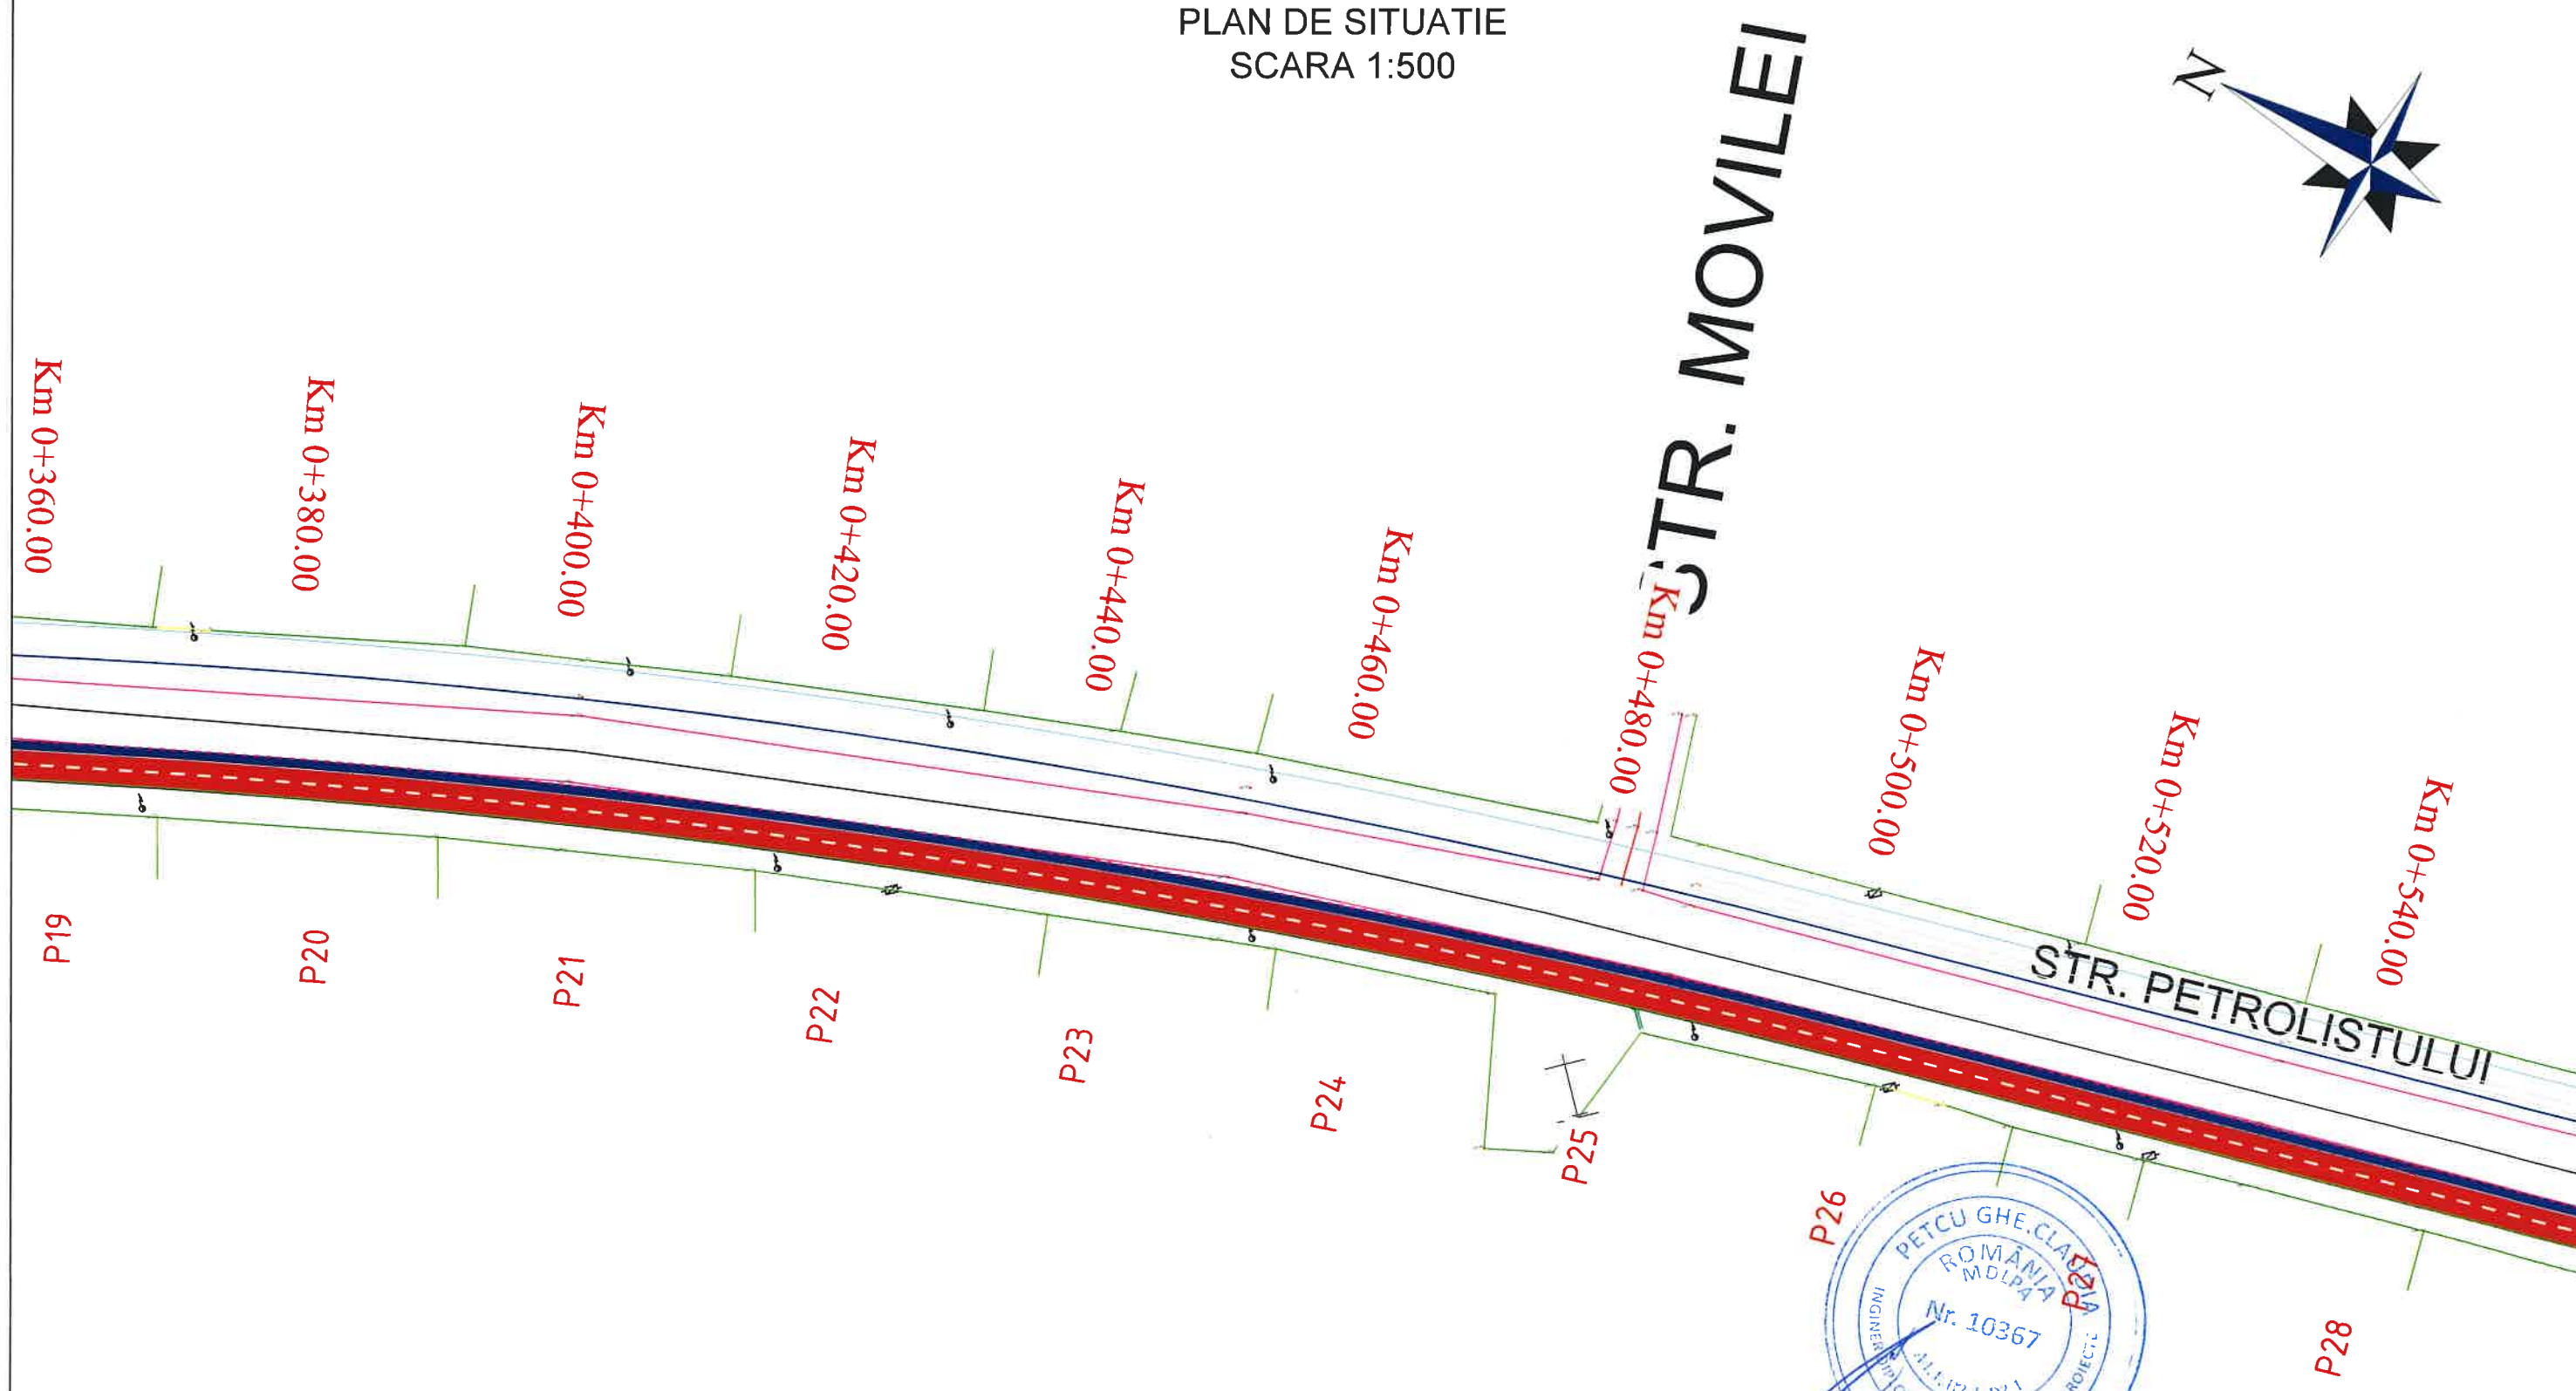 PLAN DE SITUATIE
SCARA 1:500
N
STR. MOVILEI
Km 0+360.00
Km 0+380.00
Km 0+400.00
Km 0+420.00
Km 0+440.00
Km 0+460.00
Km 0+480.00
Km 0+500.00
Km 0+520.00
Km 0+540.00
STR. PETROLISTULUI
P19
P20
P21
P22
P23
P24
P25
P26
P27
P28
PETCU GHE.CLAUDIA
ROMÂNIA
MDLPA
Nr. 10367